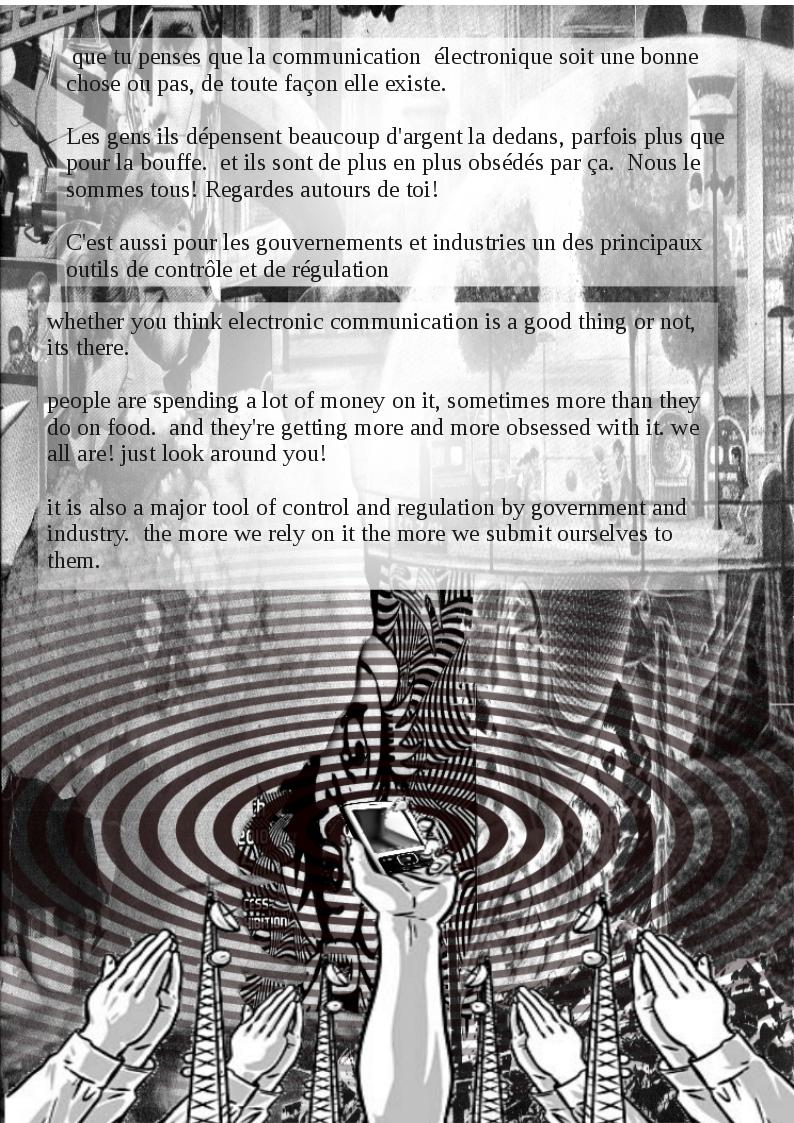 que tu penses que la communication  électronique soit une bonne
chose ou pas, de toute façon elle existe.
Les gens ils dépensent beaucoup d'argent la dedans, parfois plus que
pour la bouffe.  et ils sont de plus en plus obsédés par ça.  Nous le
sommes tous! Regardes autours de toi!
C'est aussi pour les gouvernements et industries un des principaux
outils de contrôle et de régulation
whether you think electronic communication is a good thing or not,
its there.
people are spending a lot of money on it, sometimes more than they
do on food.  and they're getting more and more obsessed with it. we
all are! just look around you!
it is also a major tool of control and regulation by government and
industry.  the more we rely on it the more we submit ourselves to
them.